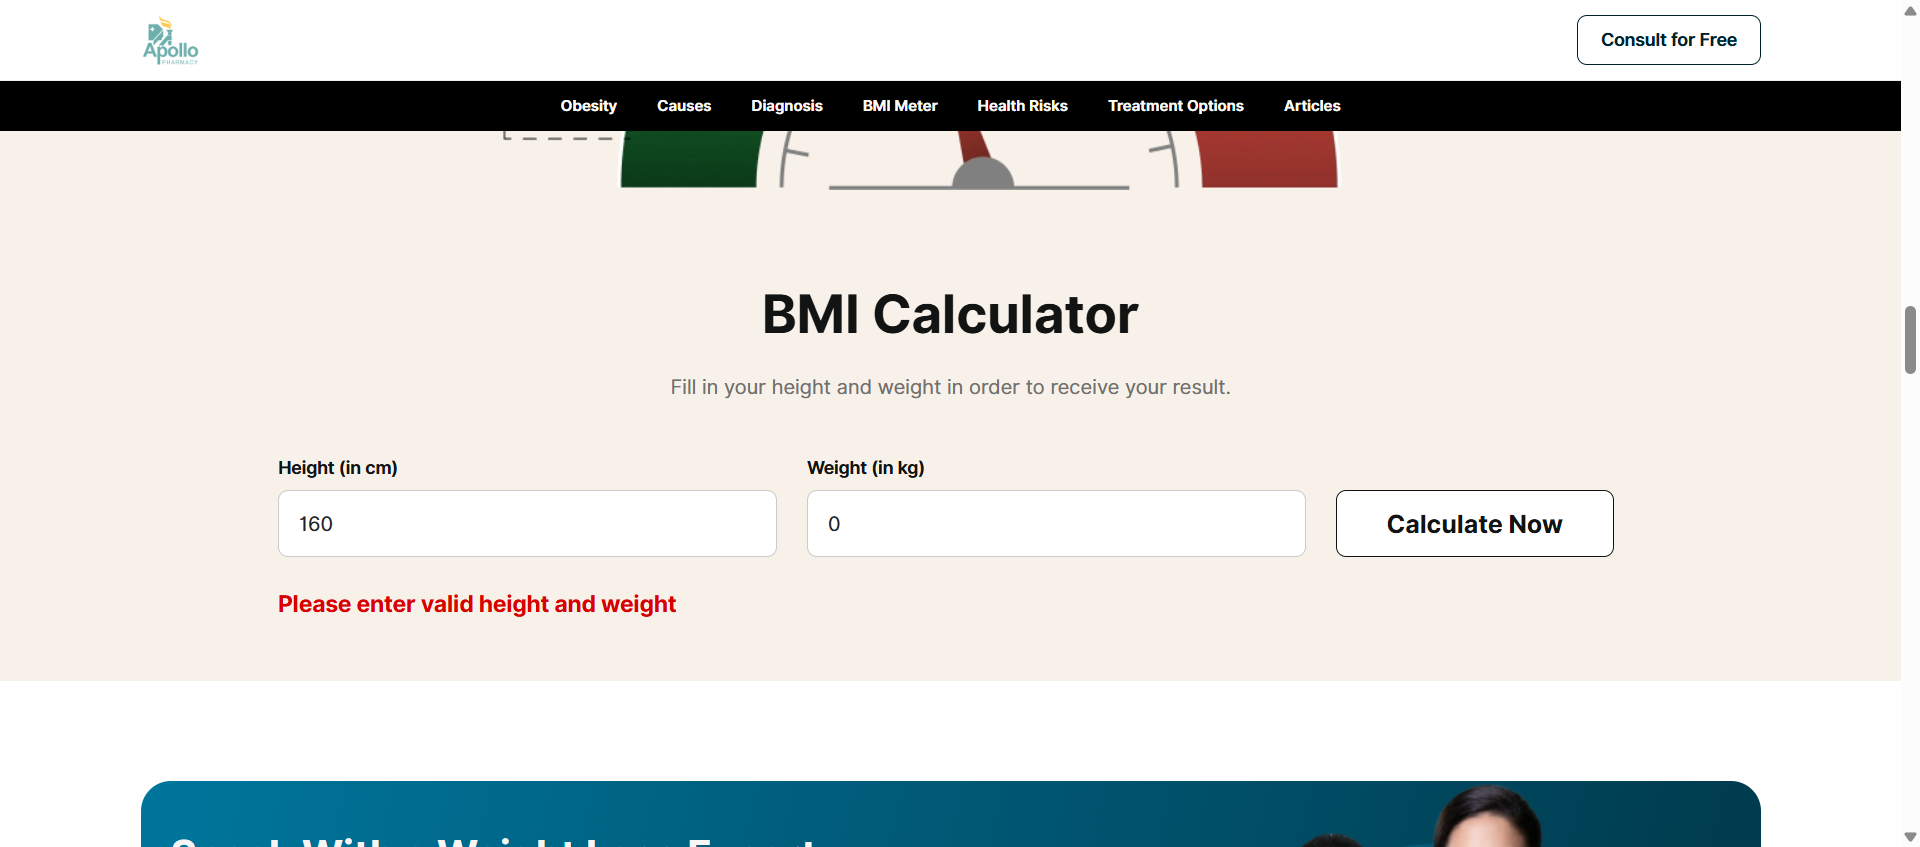 Apollo
PHARMACY
Consult for Free
Obesity Causes Diagnosis BMI Meter Health Risks Treatment Options Articles
BMI Calculator
Fill in your height and weight in order to receive your result.
Height (in cm) Weight (in kg)
160 0 Calculate Now
Please enter valid height and weight